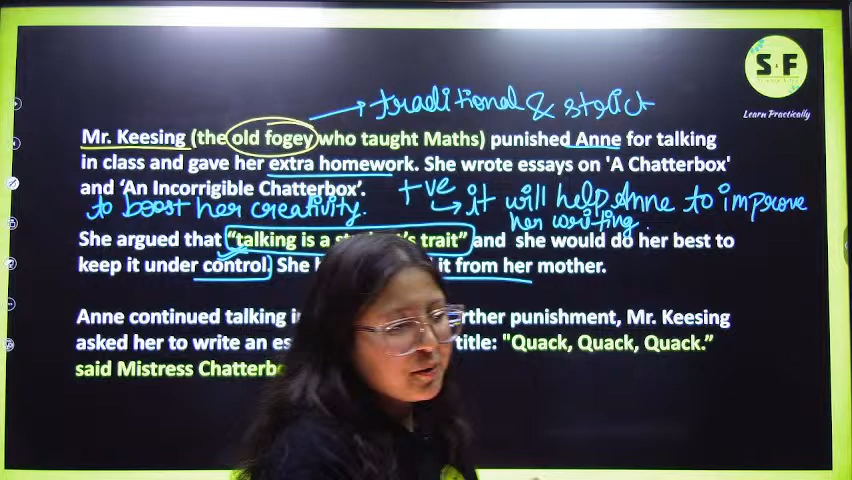 S F
Learn Practically
traditional & strict
Mr. Keesing (the old fogey who taught Maths) punished Anne for talking
in class and gave her extra homework. She wrote essays on 'A Chatterbox'
and ‘An Incorrigible Chatterbox’.
+ve it will help Anne to improve
her writing.
to boost her creativity.
She argued that “talking is a student's trait” and she would do her best to
keep it under control. She it from her mother.
Anne continued talking in further punishment, Mr. Keesing
asked her to write an title: "Quack, Quack, Quack.”
said Mistress